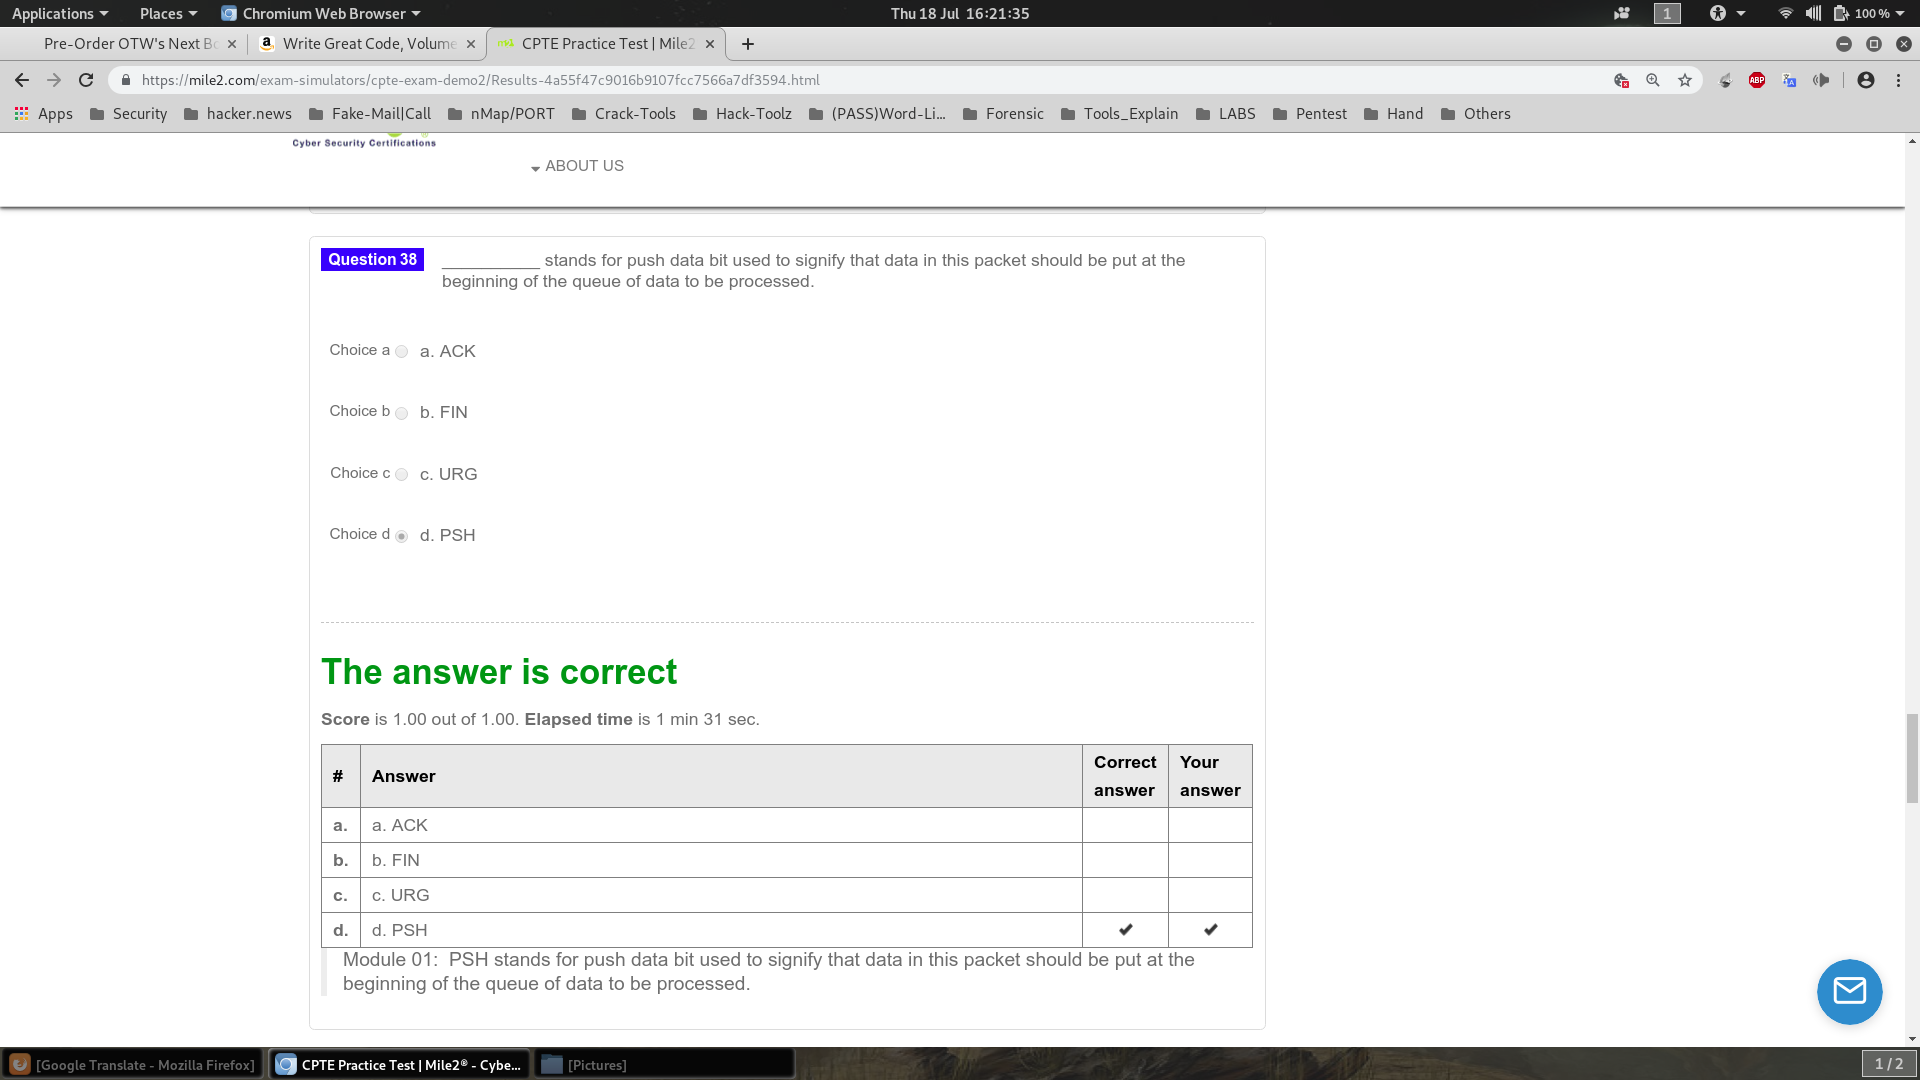 Applications Places Chromium Web Browser Thu 18 Jul 16:21:35 1 100 %
Pre-Order OTW's Next Bo Write Great Code, Volume CPTE Practice Test | Mile2
https://mile2.com/exam-simulators/cpte-exam-demo2/Results-4a55f47c9016b9107fcc7566a7df3594.html ABP
Apps Security hacker.news Fake-Mail|Call nMap/PORT Crack-Tools Hack-Toolz (PASS)Word-Li... Forensic Tools_Explain LABS Pentest Hand Others
Cyber Security Certifications
ABOUT US
Question 38 __________ stands for push data bit used to signify that data in this packet should be put at the
beginning of the queue of data to be processed.
Choice a a. ACK
Choice b b. FIN
Choice c c. URG
Choice d d. PSH
The answer is correct
Score is 1.00 out of 1.00. Elapsed time is 1 min 31 sec.
# Answer Correct answer Your answer
a. a. ACK
b. b. FIN
c. c. URG
d. d. PSH
Module 01: PSH stands for push data bit used to signify that data in this packet should be put at the
beginning of the queue of data to be processed.
[Google Translate - Mozilla Firefox] CPTE Practice Test | Mile2® - Cybe... [Pictures] 1 / 2